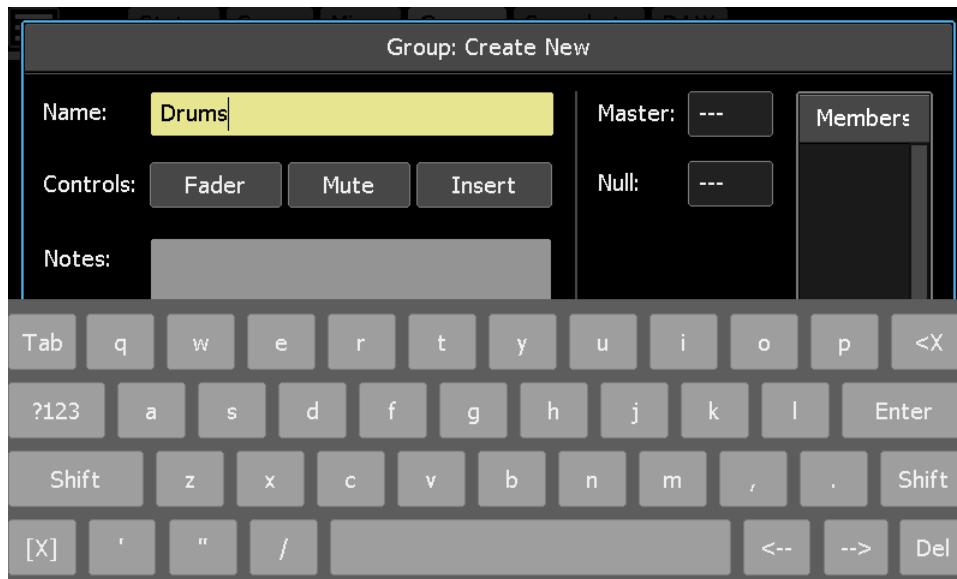 Group: Create New
Name: Drums
Master: ---
Members
Controls: Fader Mute Insert
Null: ---
Notes:
Tab q w e r t y u i o p <X
?123 a s d f g h j k l Enter
Shift z x c v b n m , . Shift
[X] ' " / <-- --> Del